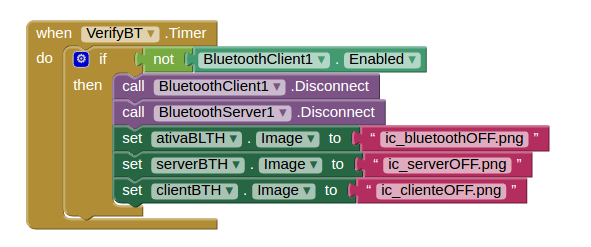 when VerifyBT .Timer
do if not BluetoothClient1 . Enabled
then call BluetoothClient1 .Disconnect
call BluetoothServer1 .Disconnect
set ativaBLTH . Image to “ ic_bluetoothOFF.png ”
set serverBTH . Image to “ ic_serverOFF.png ”
set clientBTH . Image to “ ic_clienteOFF.png ”